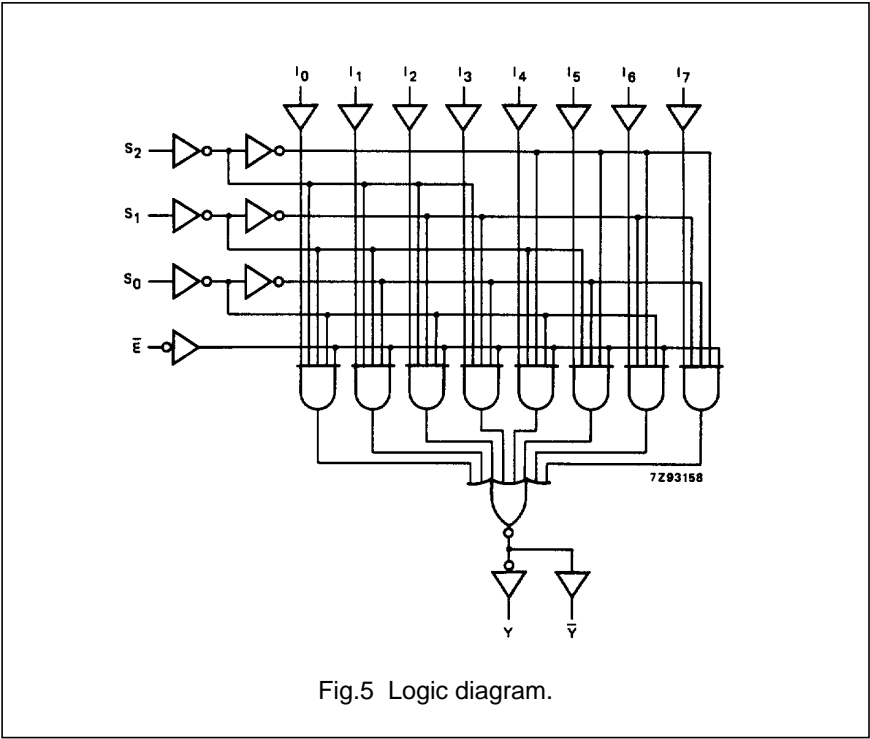 I0 I1 I2 I3 I4 I5 I6 I7
S2
S1
S0
E̅
7Z93158
Y Y̅
Fig.5 Logic diagram.